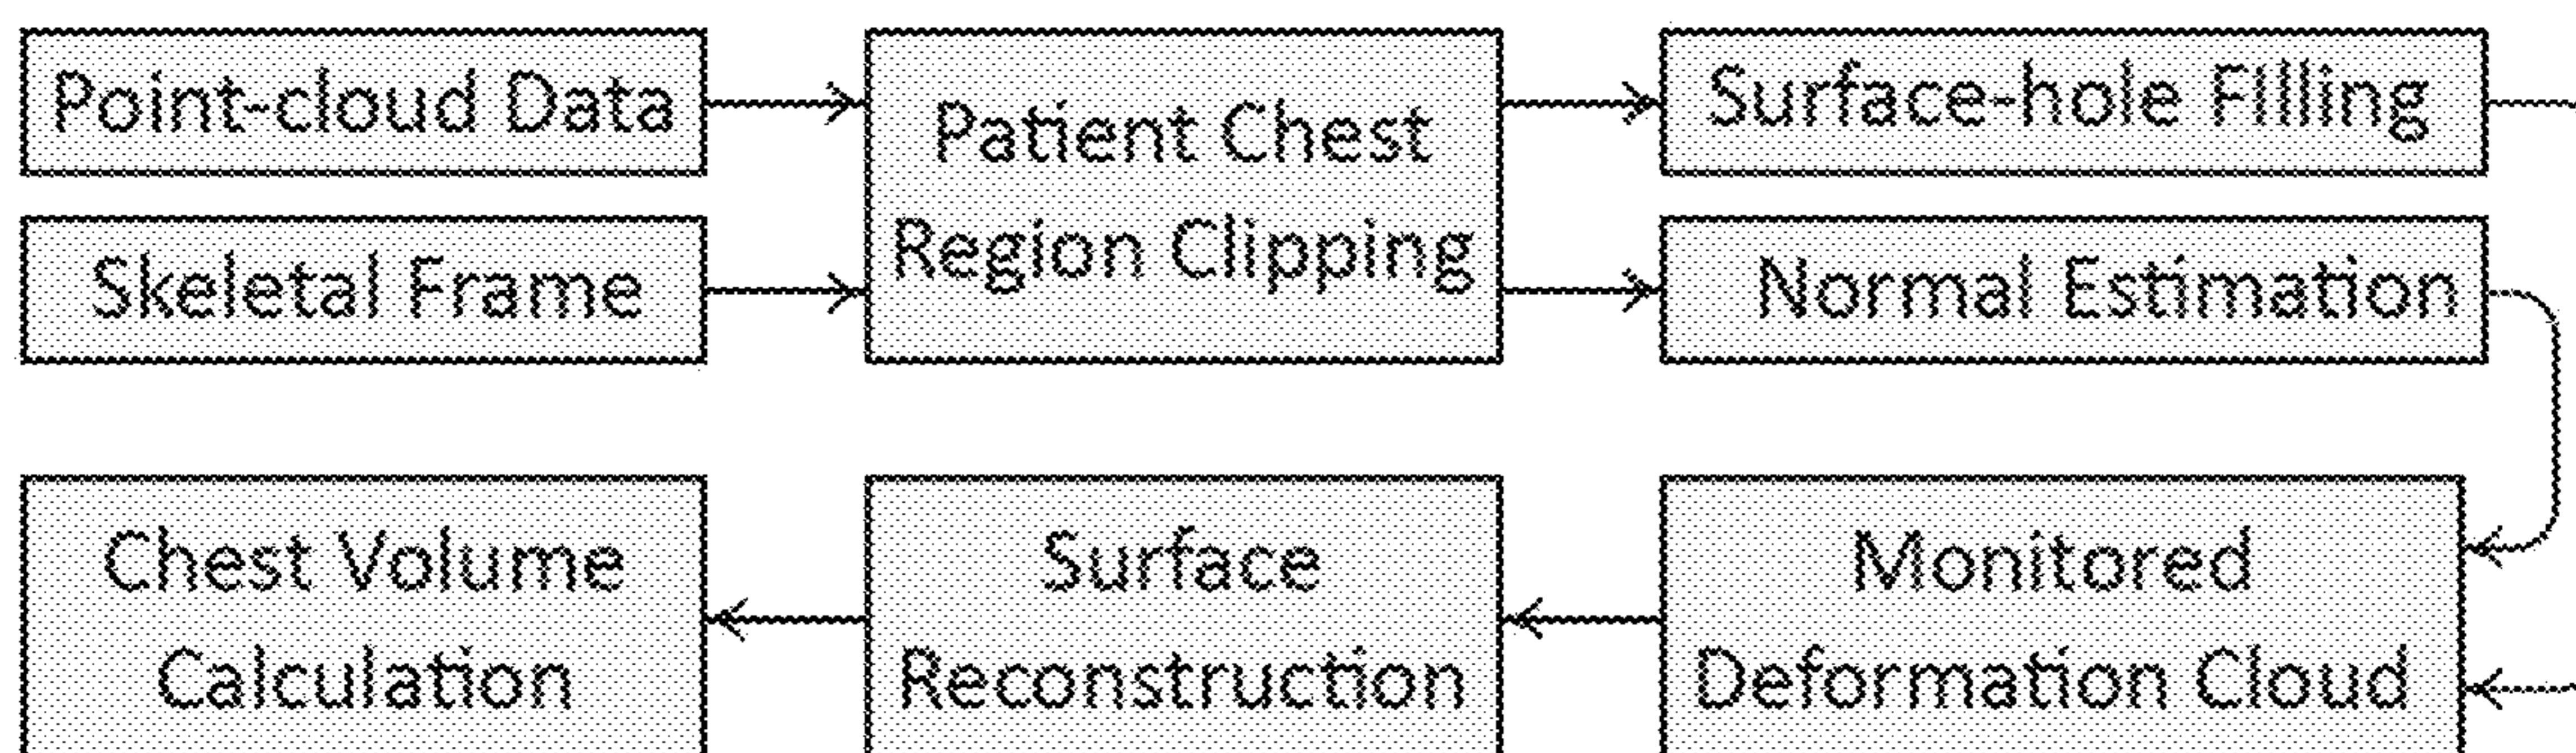 Point-cloud Data
Patient Chest
Region Clipping
Surface-hole FIlling
Skeletal Frame
Normal Estimation
Chest Volume
Calculation
Surface
Reconstruction
Monitored
Deformation Cloud